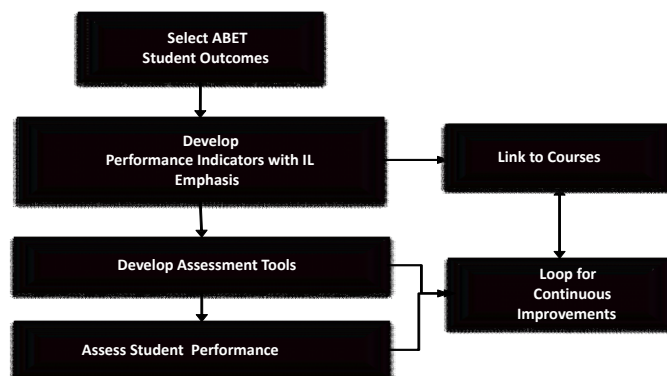 Select ABET
Student Outcomes
Develop
Performance Indicators with IL
Emphasis
Link to Courses
Develop Assessment Tools
Loop for
Continuous
Improvements
Assess Student Performance